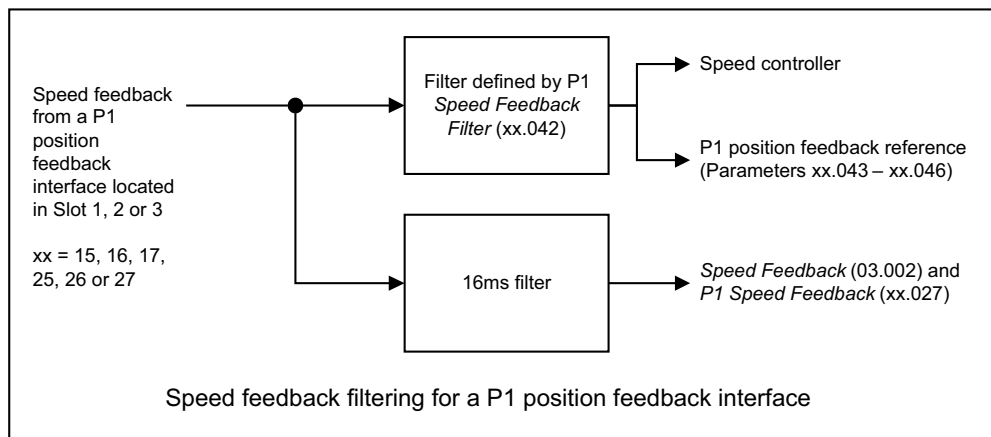 Speed feedback
from a P1
position
feedback
interface located
in Slot 1, 2 or 3
xx = 15, 16, 17,
25, 26 or 27
Filter defined by P1
Speed Feedback
Filter (xx.042)
Speed controller
P1 position feedback reference
(Parameters xx.043 – xx.046)
16ms filter
Speed Feedback (03.002) and
P1 Speed Feedback (xx.027)
Speed feedback filtering for a P1 position feedback interface